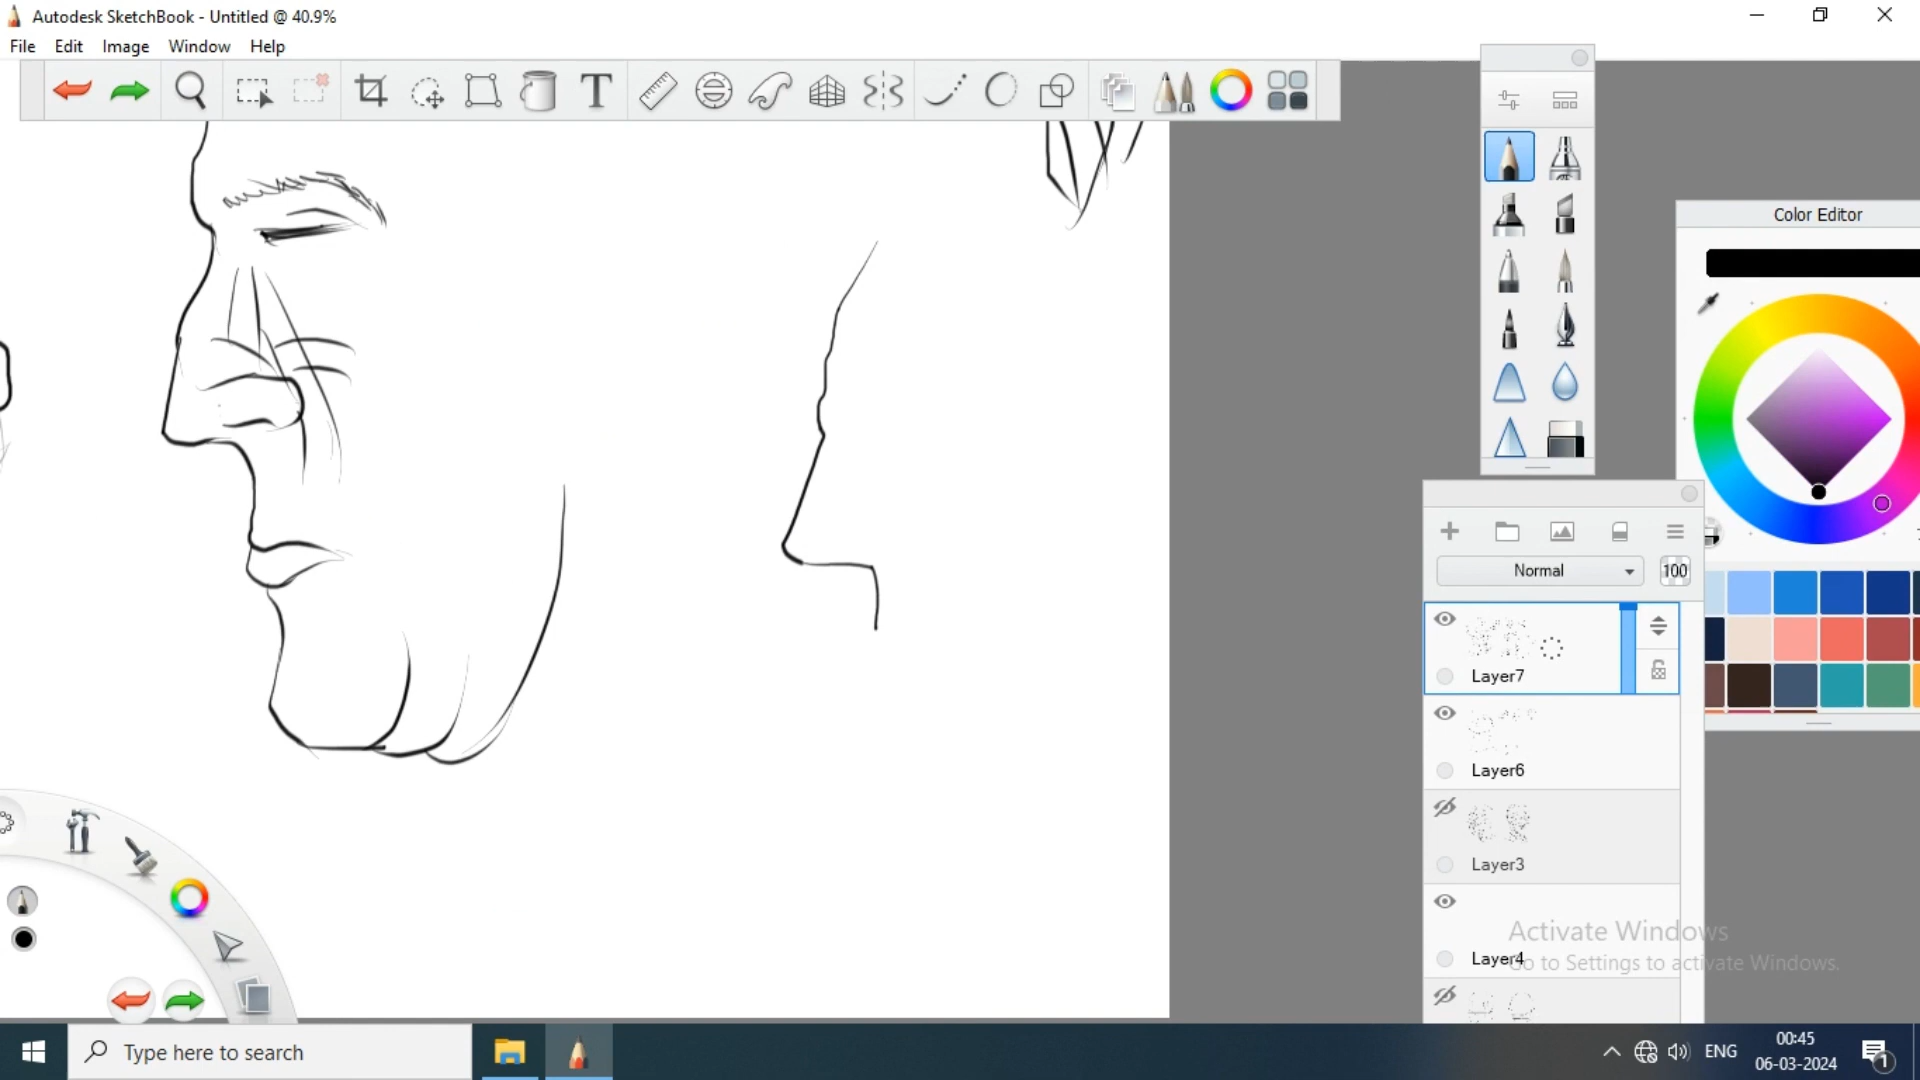 Autodesk SketchBook - Untitled @ 40.9%
File Edit Image Window Help
T
Color Editor
Normal 100
Layer7
Layer6
Layer3
Layer4
Activate Windows
Go to Settings to activate Windows.
Type here to search
ENG
00:45
06-03-2024
1